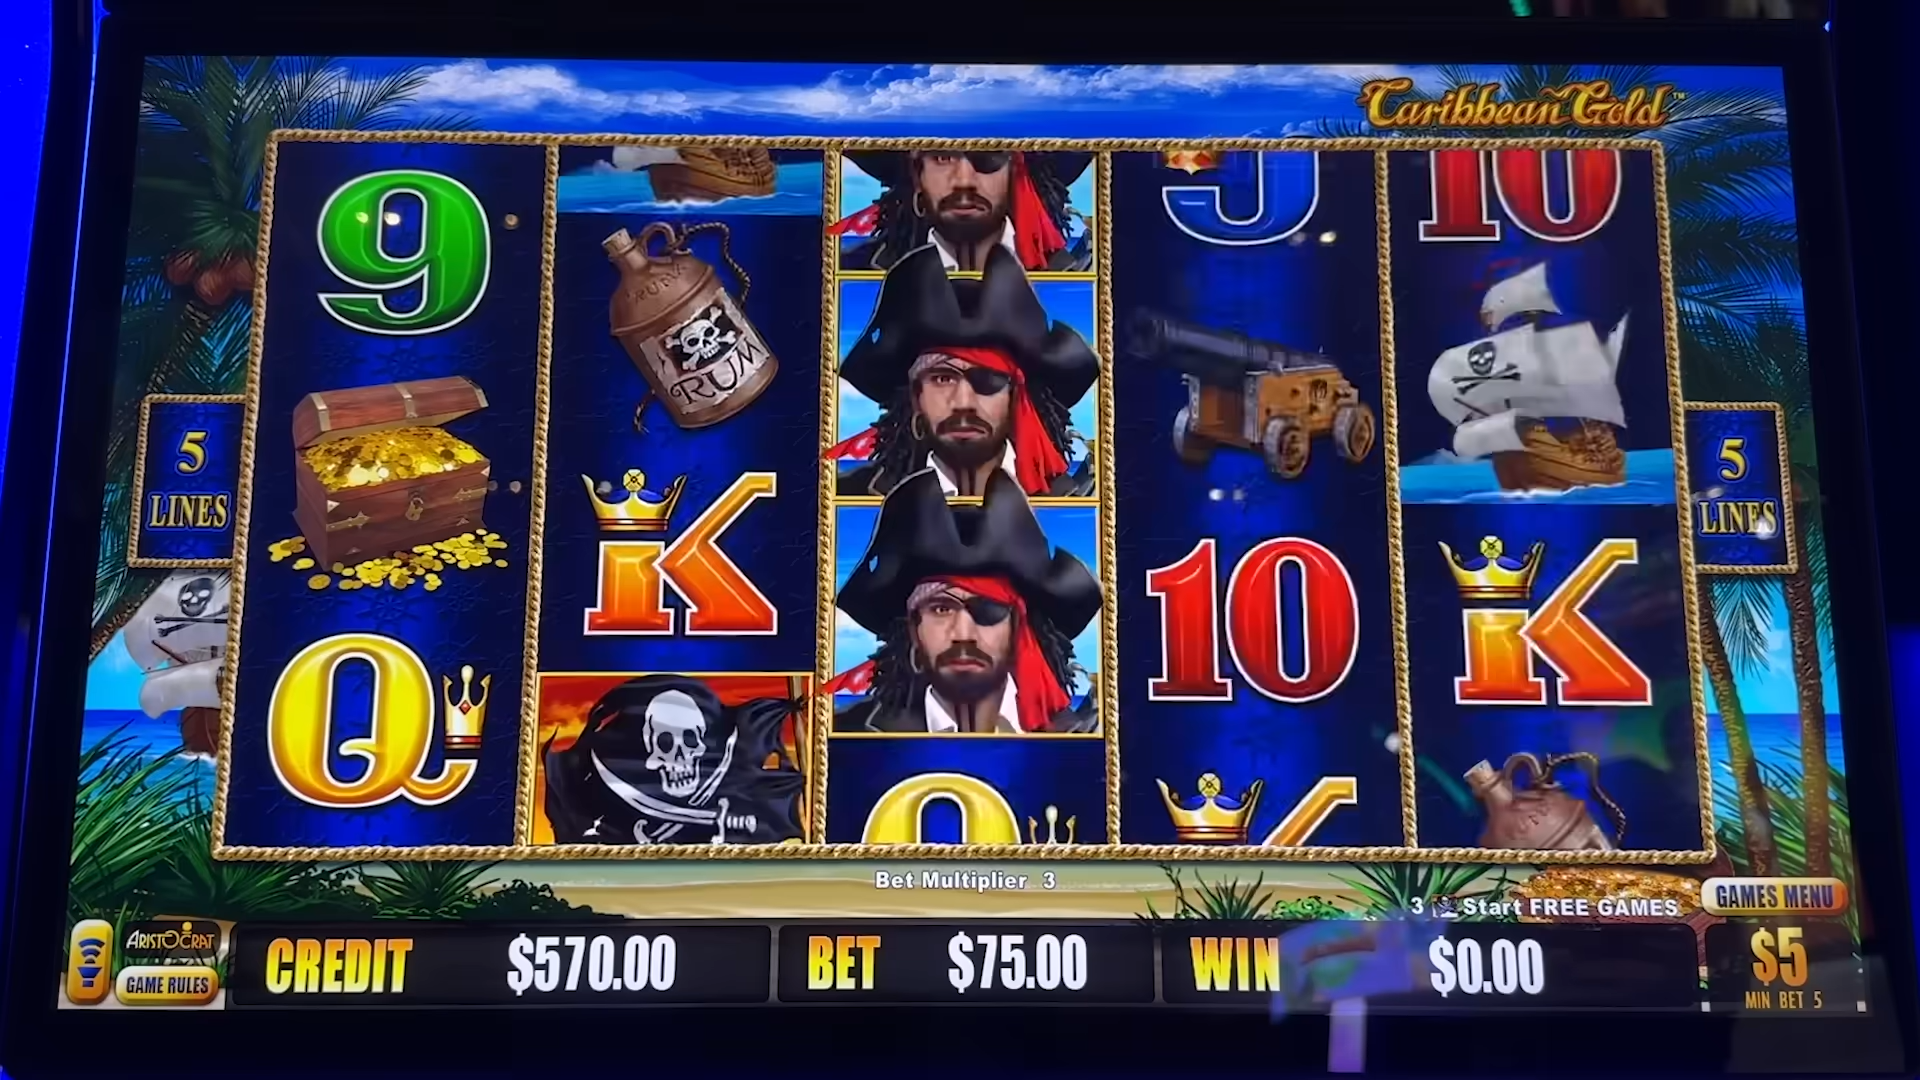 Caribbean Gold™
J
10
9
RUM
RUM
5
LINES
5
LINES
K
10
K
Q
Q
K
Bet Multiplier 3
3 Start FREE GAMES
GAMES MENU
ARISTOCRAT
GAME RULES
CREDIT $570.00
BET $75.00
WIN $0.00
$5
MIN BET 5